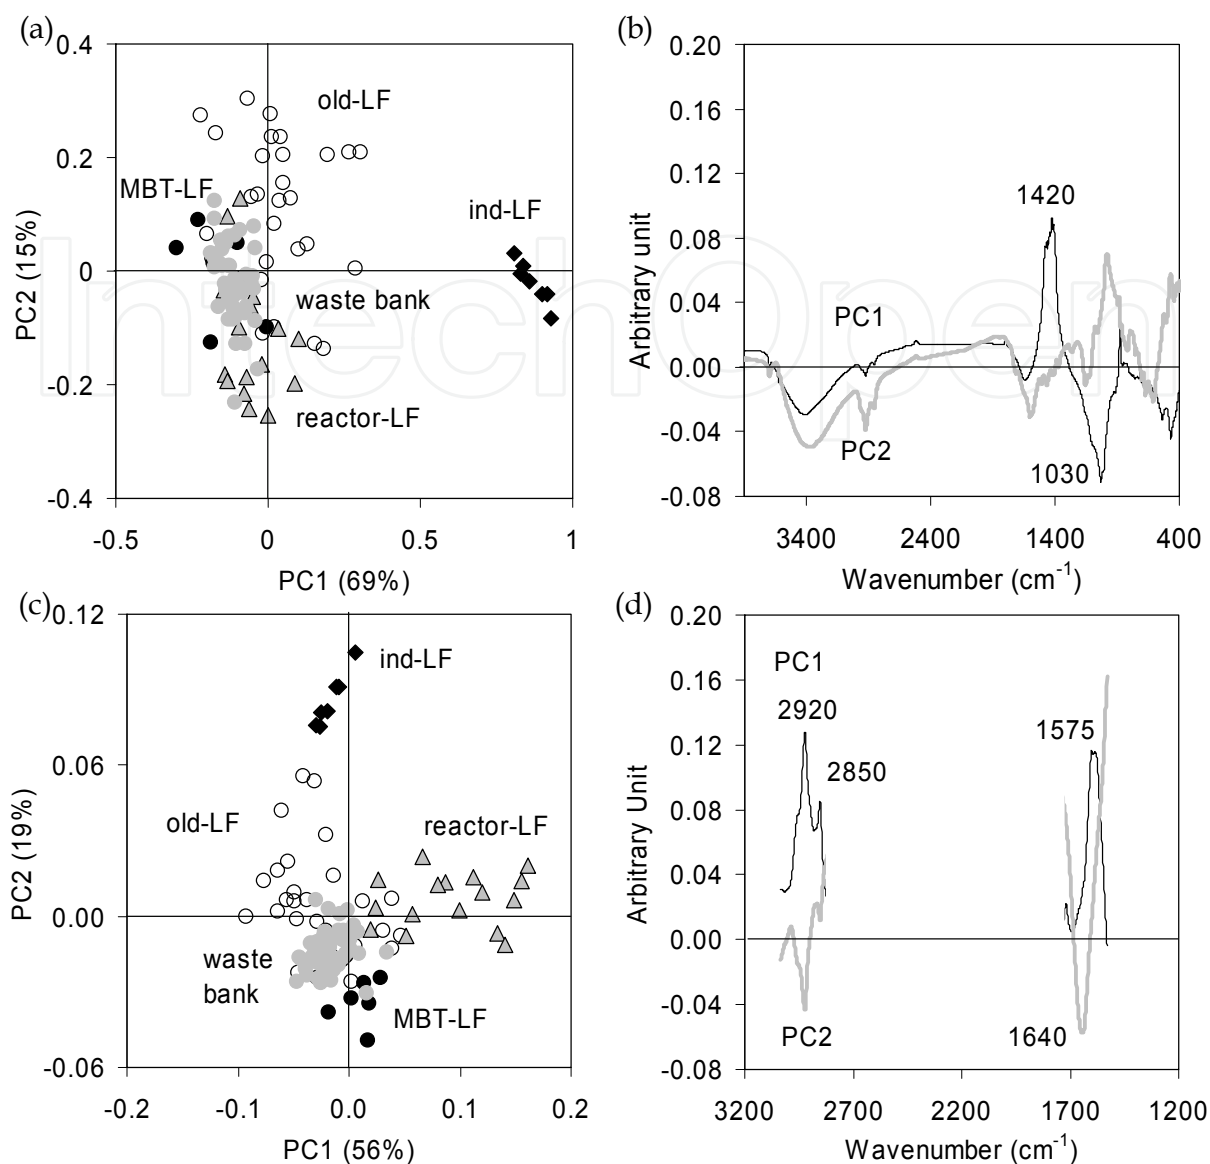 (a)
0.4
0.2
0
-0.2
-0.4
PC2 (15%)
old-LF
MBT-LF
ind-LF
waste bank
reactor-LF
-0.5 0 0.5 1
PC1 (69%)
(b)
0.20
0.16
0.12
0.08
0.04
0.00
-0.04
-0.08
Arbitrary unit
1420
PC1
PC2
1030
3400 2400 1400 400
Wavenumber (cm-1)
IntechOpen
(c)
0.12
0.06
0.00
-0.06
PC2 (19%)
ind-LF
old-LF
reactor-LF
waste
bank
MBT-LF
-0.2 -0.1 0.0 0.1 0.2
PC1 (56%)
(d)
0.20
0.16
0.12
0.08
0.04
0.00
-0.04
-0.08
Arbitrary Unit
PC1
2920
1575
2850
PC2
1640
3200 2700 2200 1700 1200
Wavenumber (cm-1)